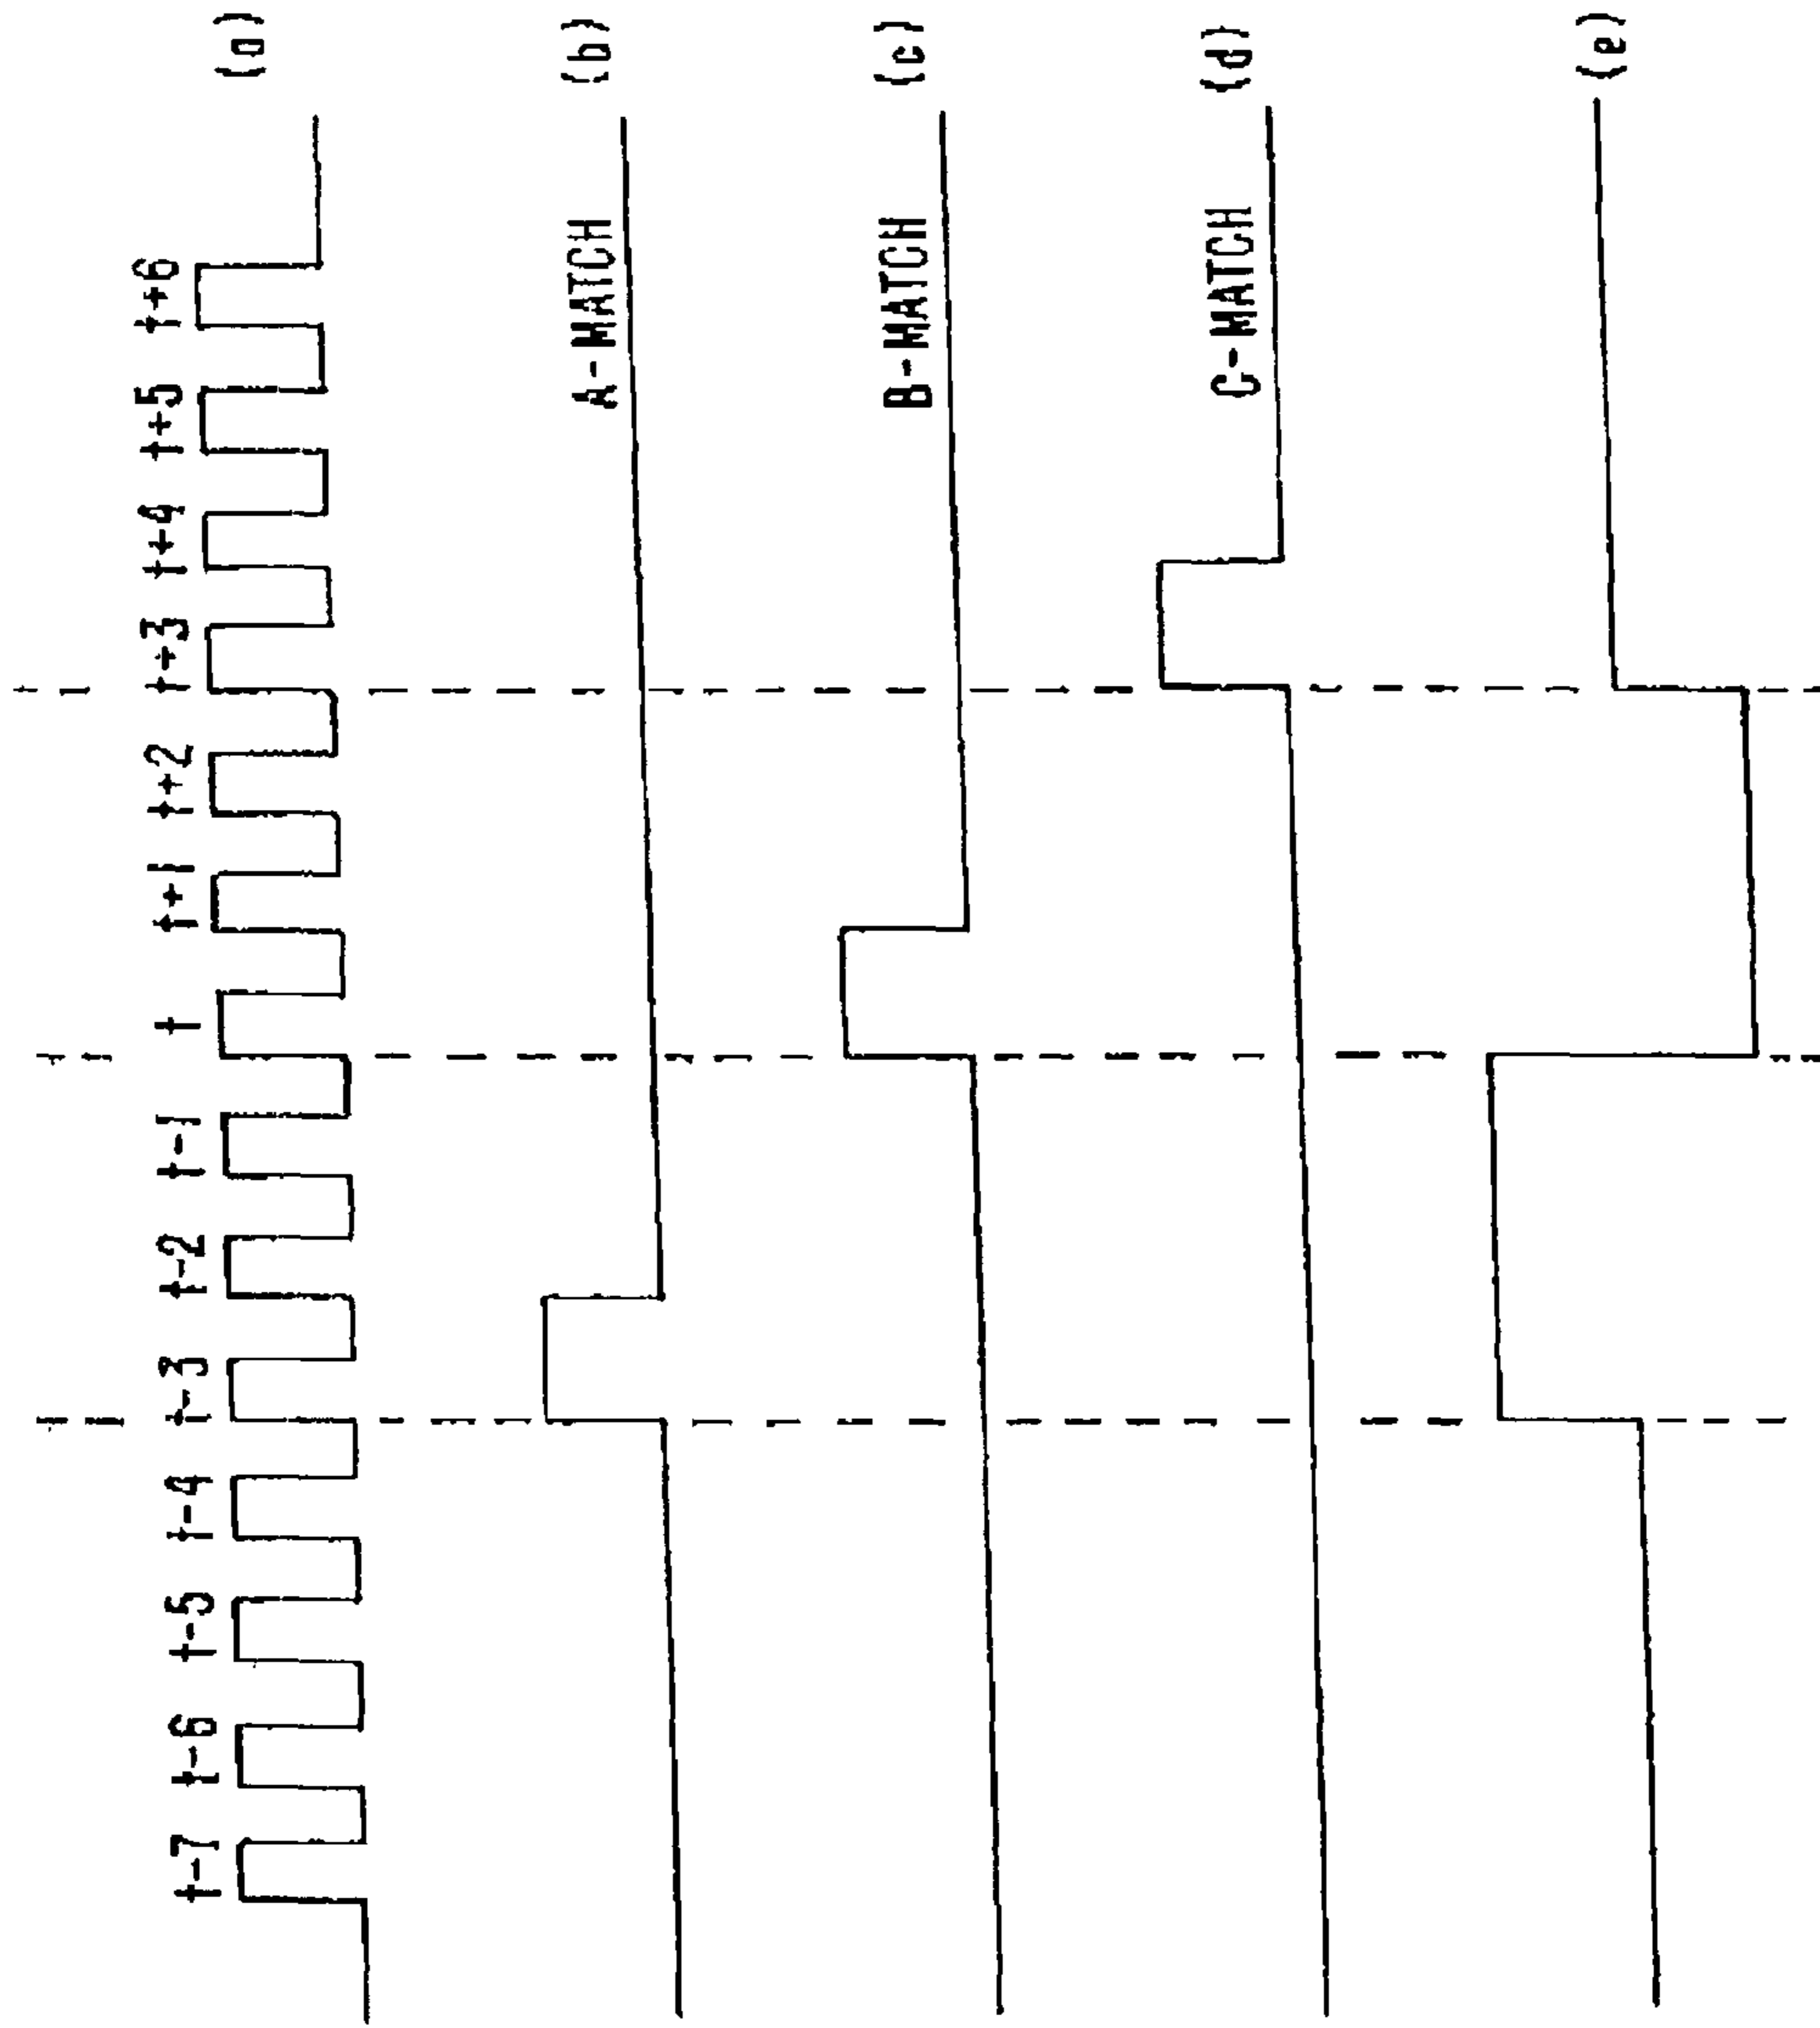 t-7 t-6 t-5 t-4 t-3 t-2 t-1 t t+1 t+2 t+3 t+4 t+5 t+6 (a)
A-MATCH (b)
B-MATCH (c)
C-MATCH (d)
(e)